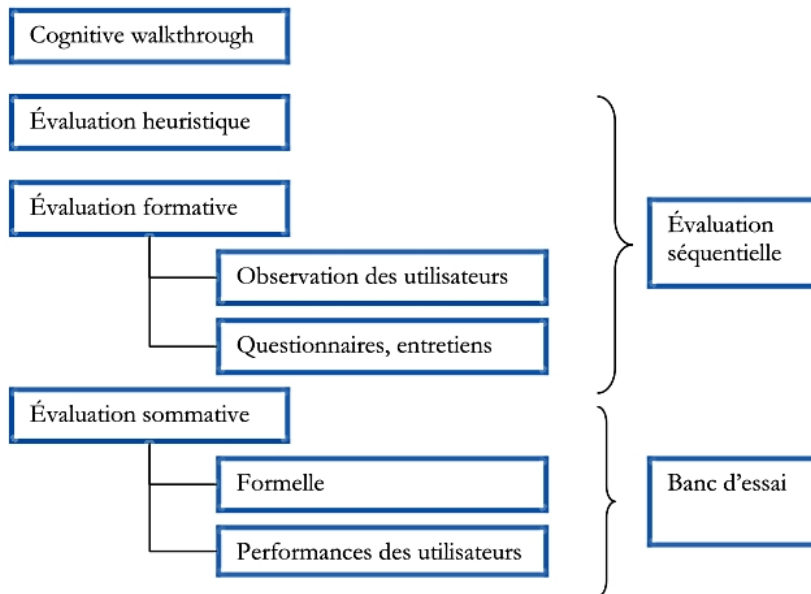 Cognitive walkthrough
Évaluation heuristique
Évaluation formative
Observation des utilisateurs
Questionnaires, entretiens
Évaluation
séquentielle
Évaluation sommative
Formelle
Performances des utilisateurs
Banc d'essai